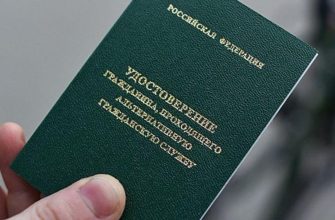 РОССИЙСКАЯ ФЕДЕРАЦИЯ
УДОСТОВЕРЕНИЕ
ГРАЖДАНИНА, ПРОХОДЯЩЕГО
АЛЬТЕРНАТИВНУЮ
ГРАЖДАНСКУЮ СЛУЖБУ